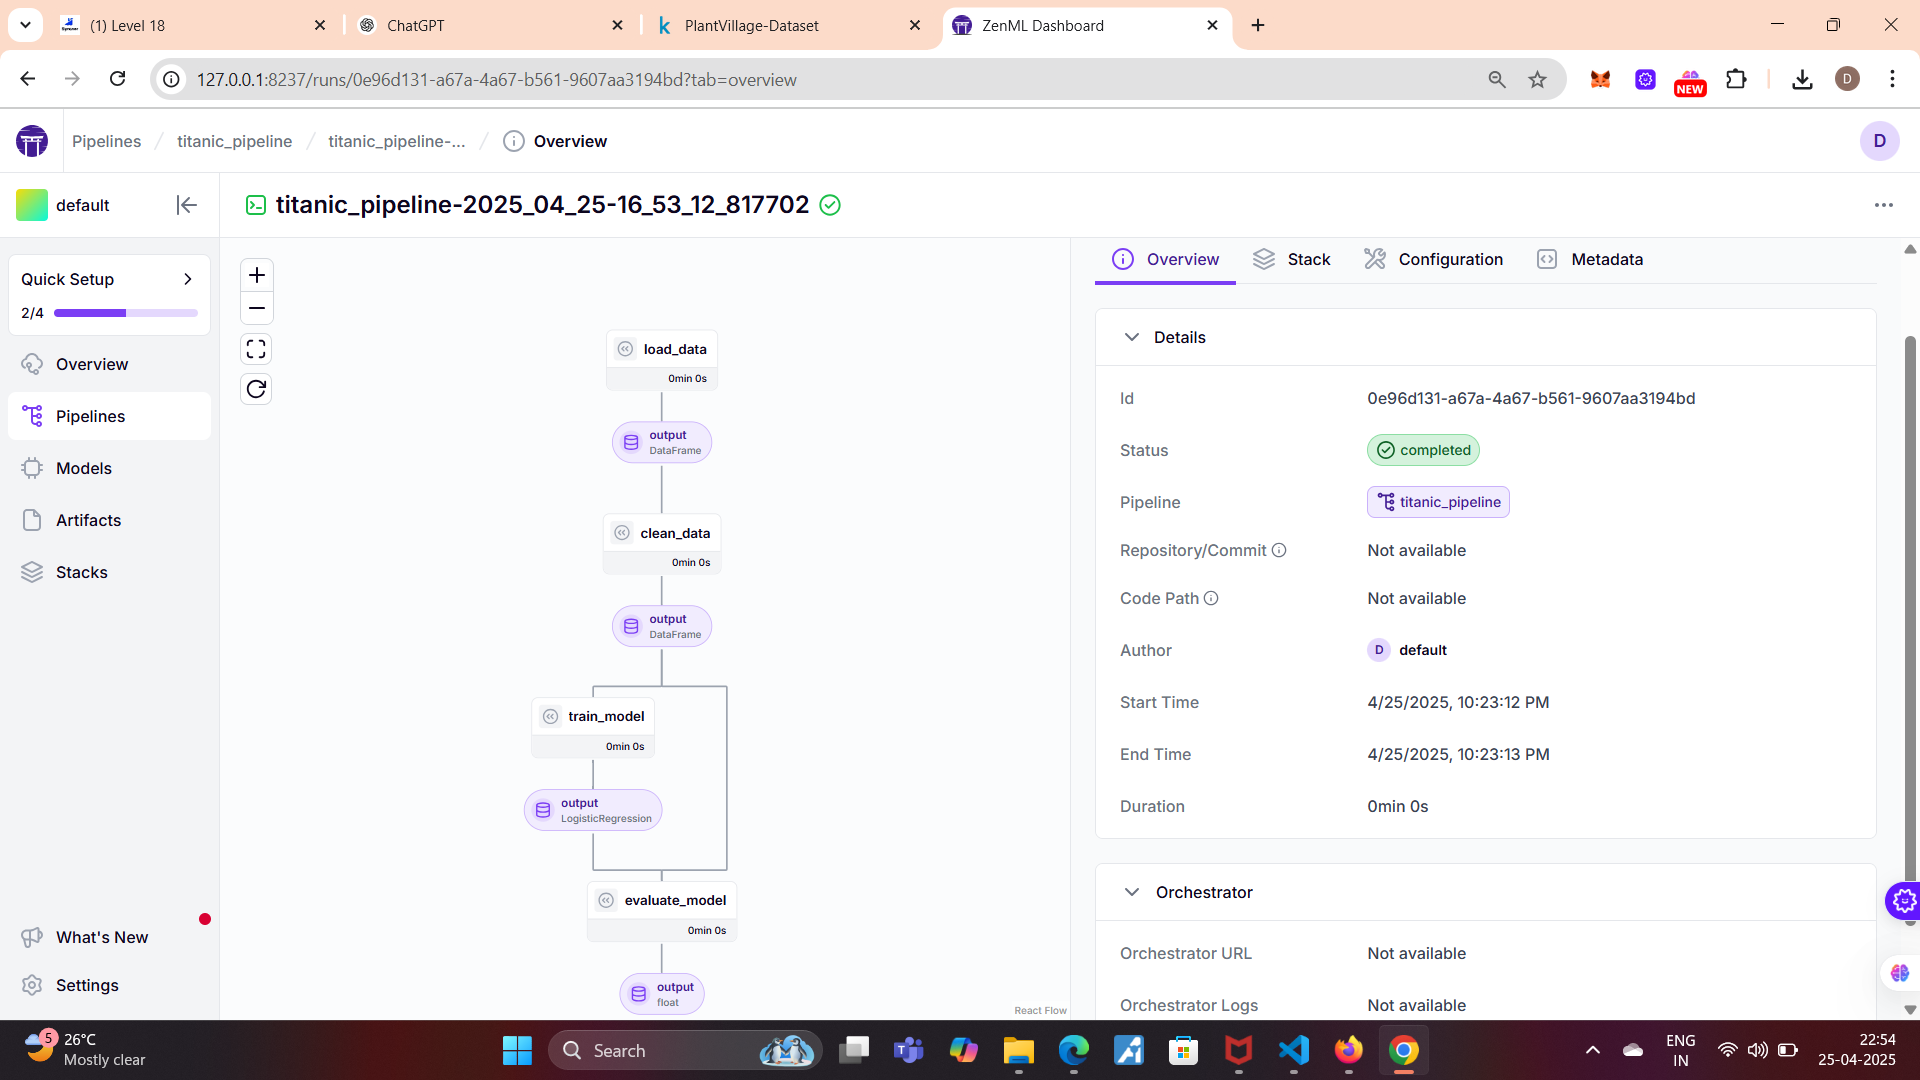 (1) Level 18
ChatGPT
PlantVillage-Dataset
ZenML Dashboard
127.0.0.1:8237/runs/0e96d131-a67a-4a67-b561-9607aa3194bd?tab=overview
NEW
D
Pipelines / titanic_pipeline / titanic_pipeline-... / Overview
D
default
titanic_pipeline-2025_04_25-16_53_12_817702
Quick Setup
2/4
Overview
Pipelines
Models
Artifacts
Stacks
What's New
Settings
load_data
0min 0s
output
DataFrame
clean_data
0min 0s
output
DataFrame
train_model
0min 0s
output
LogisticRegression
evaluate_model
0min 0s
output
float
React Flow
Overview
Stack
Configuration
Metadata
Details
Id 0e96d131-a67a-4a67-b561-9607aa3194bd
Status completed
Pipeline titanic_pipeline
Repository/Commit Not available
Code Path Not available
Author D default
Start Time 4/25/2025, 10:23:12 PM
End Time 4/25/2025, 10:23:13 PM
Duration 0min 0s
Orchestrator
Orchestrator URL Not available
Orchestrator Logs Not available
5
26°C
Mostly clear
Search
ENG
IN
22:54
25-04-2025